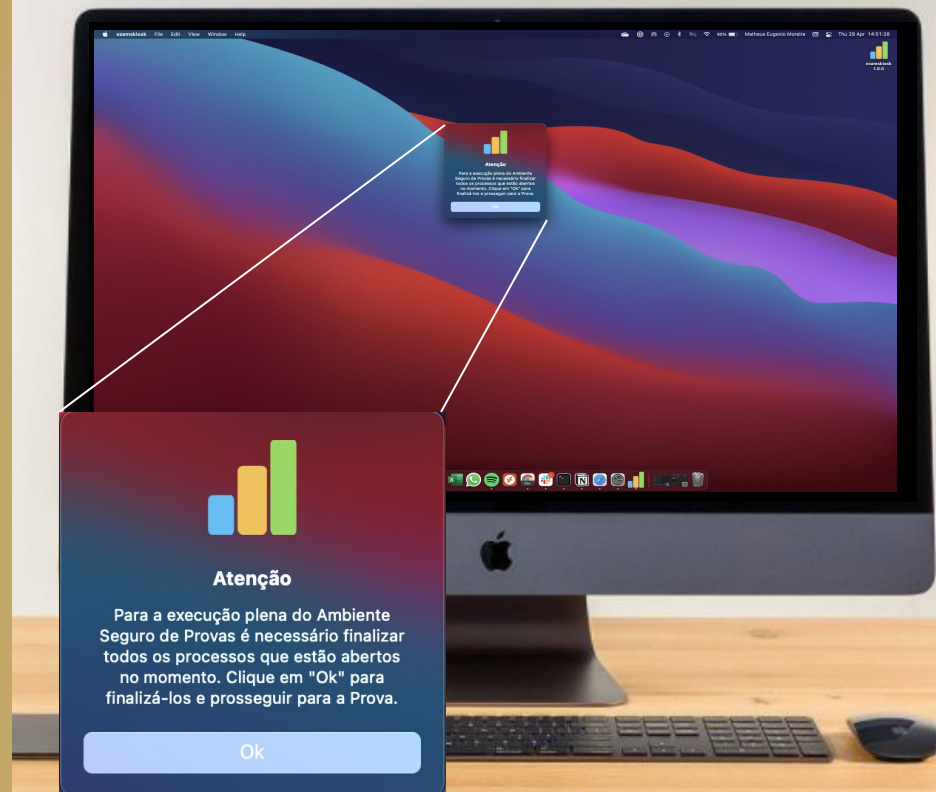 examskiosk File Edit View Window Help
80% Matheus Eugenio Moreira Thu 29 Apr 14:51:28
examskiosk
1.0.0
Atenção
Para a execução plena do Ambiente
Seguro de Provas é necessário finalizar
todos os processos que estão abertos
no momento. Clique em "Ok" para
finalizá-los e prosseguir para a Prova.
Ok
Atenção
Para a execução plena do Ambiente
Seguro de Provas é necessário finalizar
todos os processos que estão abertos
no momento. Clique em "Ok" para
finalizá-los e prosseguir para a Prova.
Ok